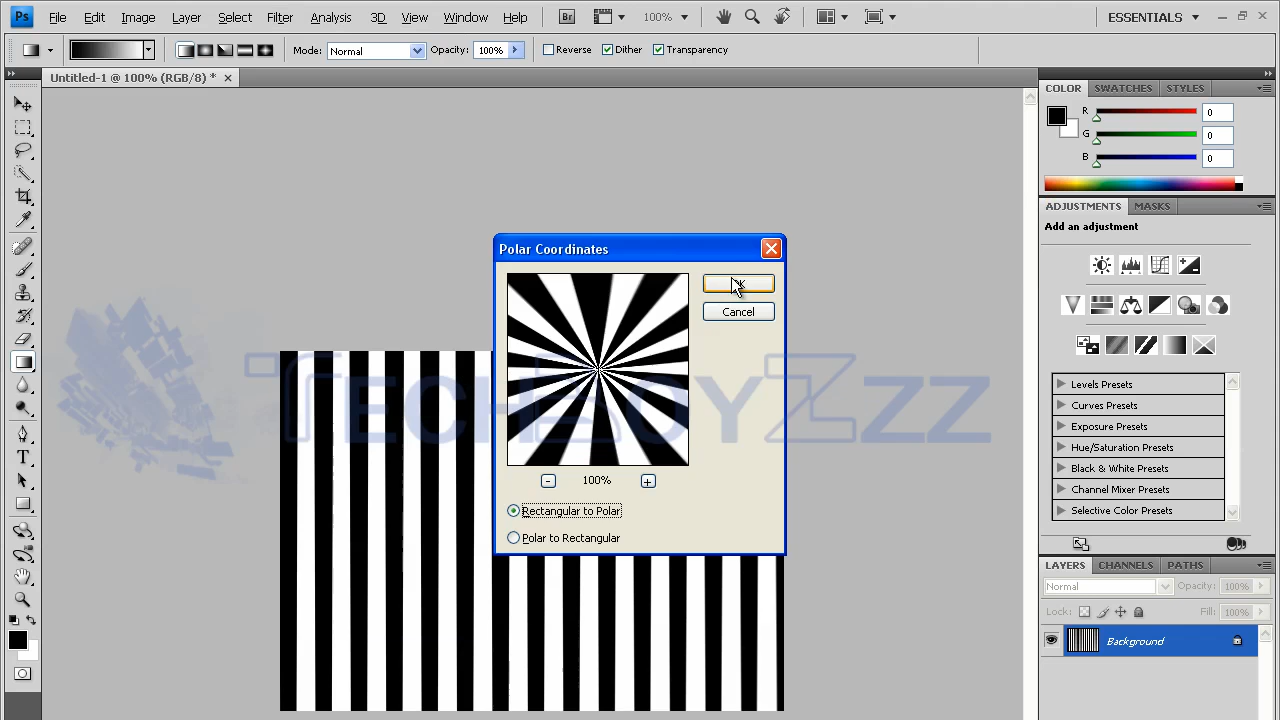 Ps File Edit Image Layer Select Filter Analysis 3D View Window Help Br 100% ESSENTIALS
Mode: Normal Opacity: 100% Reverse Dither Transparency
Untitled-1 @ 100% (RGB/8) *
COLOR SWATCHES STYLES
R 0
G 0
B 0
ADJUSTMENTS MASKS
Add an adjustment
Polar Coordinates
Cancel
100%
Rectangular to Polar
Polar to Rectangular
TECHBOYZZZ
Levels Presets
Curves Presets
Exposure Presets
Hue/Saturation Presets
Black & White Presets
Channel Mixer Presets
Selective Color Presets
LAYERS CHANNELS PATHS
Normal Opacity: 100%
Lock: Fill: 100%
Background